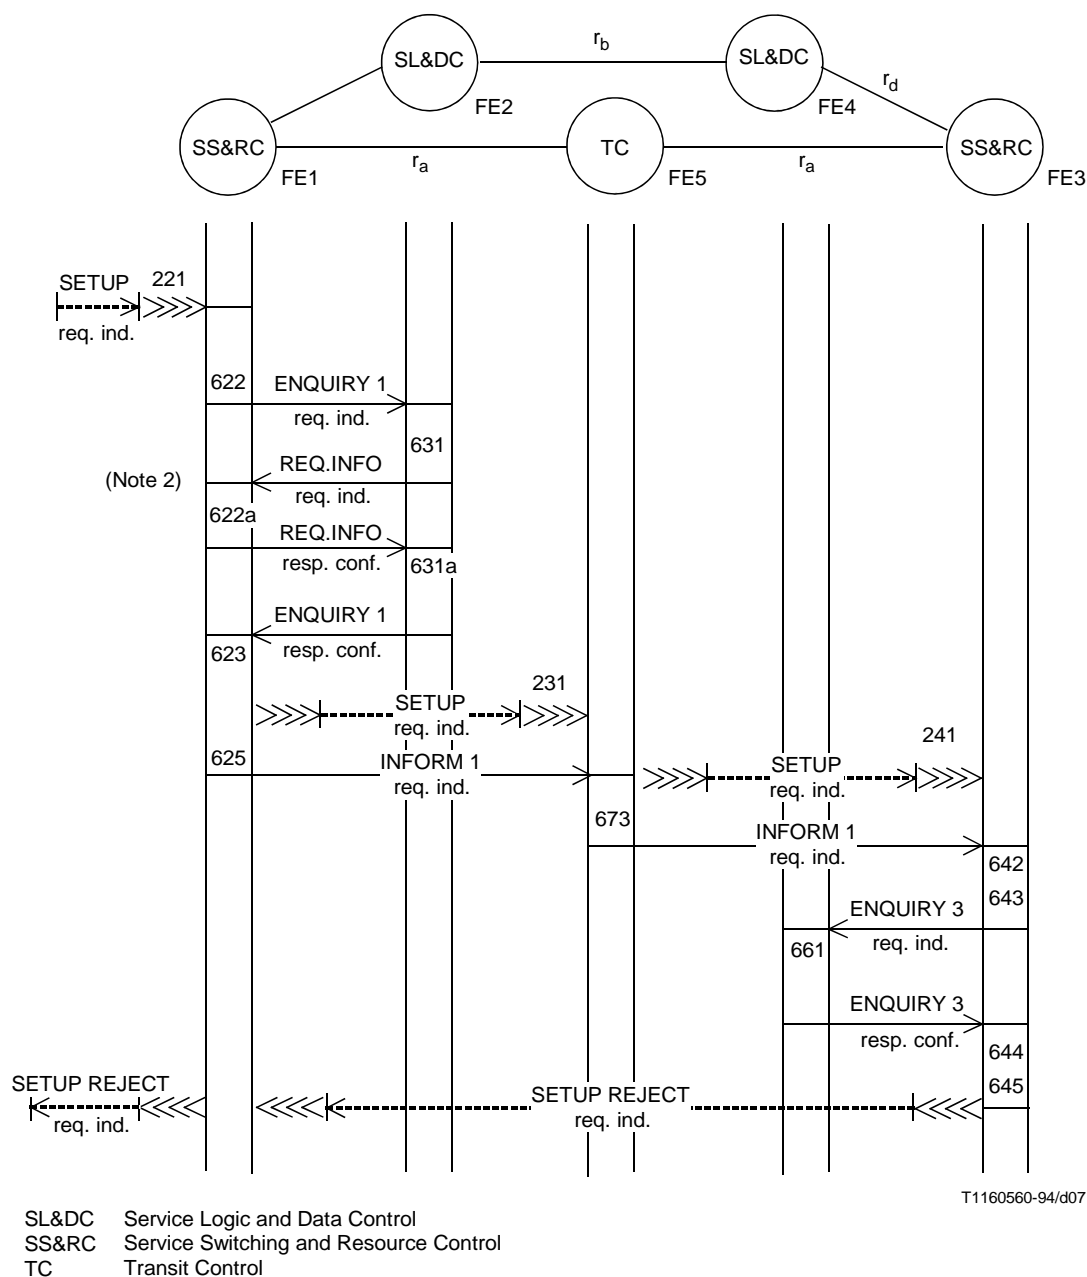 r_b
SL&DC
SL&DC
r_d
FE2
FE4
SS&RC
TC
SS&RC
r_a
r_a
FE1
FE5
FE3
SETUP
221
req. ind.
622
ENQUIRY 1
req. ind.
631
REQ.INFO
(Note 2)
req. ind.
622a
REQ.INFO
resp. conf.
631a
ENQUIRY 1
resp. conf.
623
231
SETUP
req. ind.
241
625
INFORM 1
req. ind.
SETUP
req. ind.
673
INFORM 1
req. ind.
642
643
ENQUIRY 3
req. ind.
661
ENQUIRY 3
resp. conf.
644
645
SETUP REJECT
req. ind.
SETUP REJECT
req. ind.
T1160560-94/d07
SL&DC Service Logic and Data Control
SS&RC Service Switching and Resource Control
TC Transit Control